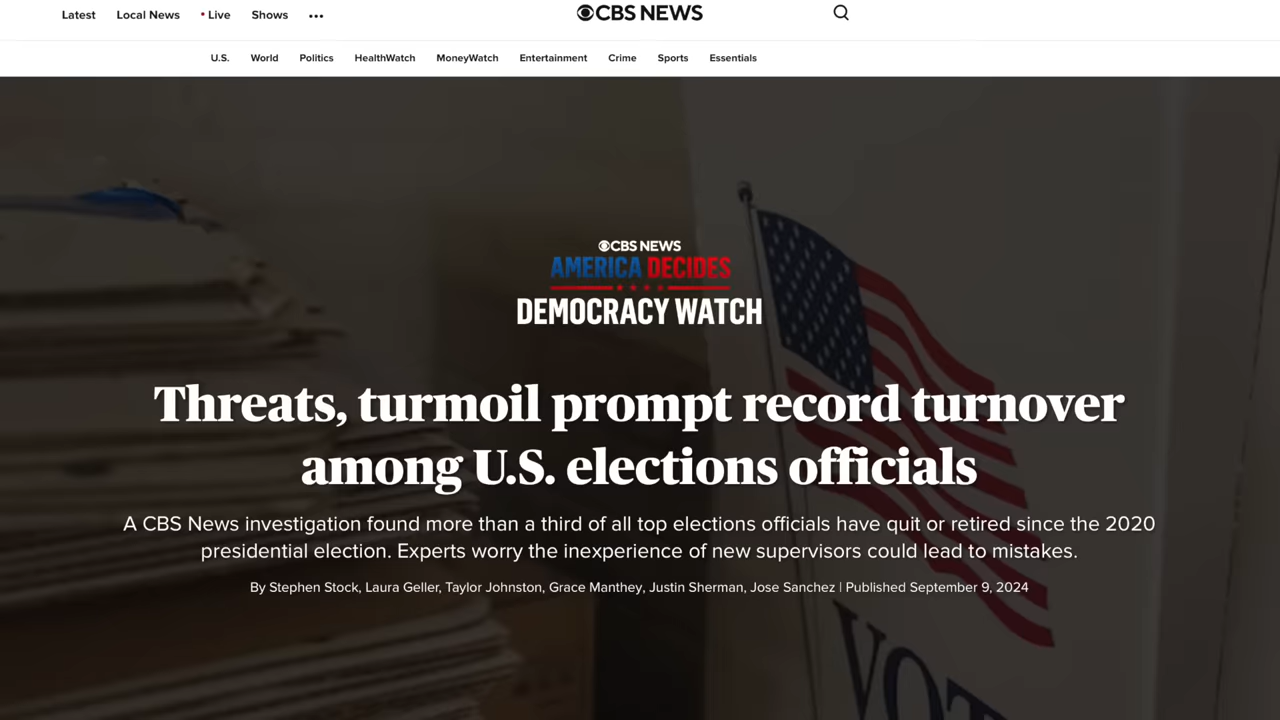 Latest Local News Live Shows ••• CBS NEWS
U.S. World Politics HealthWatch MoneyWatch Entertainment Crime Sports Essentials
CBS NEWS
AMERICA DECIDES
DEMOCRACY WATCH
Threats, turmoil prompt record turnover
among U.S. elections officials
A CBS News investigation found more than a third of all top elections officials have quit or retired since the 2020
presidential election. Experts worry the inexperience of new supervisors could lead to mistakes.
By Stephen Stock, Laura Geller, Taylor Johnston, Grace Manthey, Justin Sherman, Jose Sanchez | Published September 9, 2024
VOT